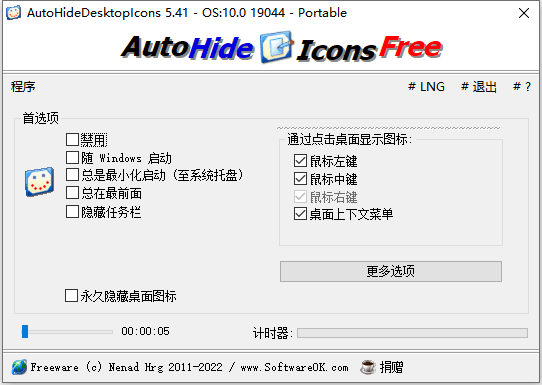 AutoHideDesktopIcons 5.41 - OS:10.0 19044 - Portable
AutoHide Icons Free
程序 # LNG # 退出 # ?
首选项
禁用
随 Windows 启动
总是最小化启动 (至系统托盘)
总在最前面
隐藏任务栏
通过点击桌面显示图标:
鼠标左键
鼠标中键
鼠标右键
桌面上下文菜单
更多选项
永久隐藏桌面图标
00:00:05 计时器:
Freeware (c) Nenad Hrg 2011-2022 / www.SoftwareOK.com 捐赠